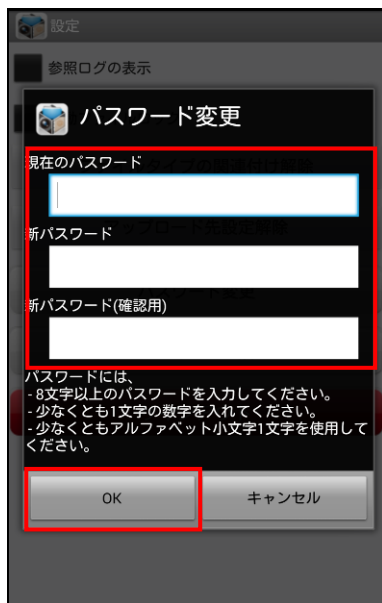 設定
参照ログの表示
パスワード変更
現在のパスワード
新パスワード
新パスワード(確認用)
パスワードには、
- 8文字以上のパスワードを入力してください。
- 少なくとも1文字の数字を入れてください。
- 少なくともアルファベット小文字1文字を使用して
ください。
OK
キャンセル